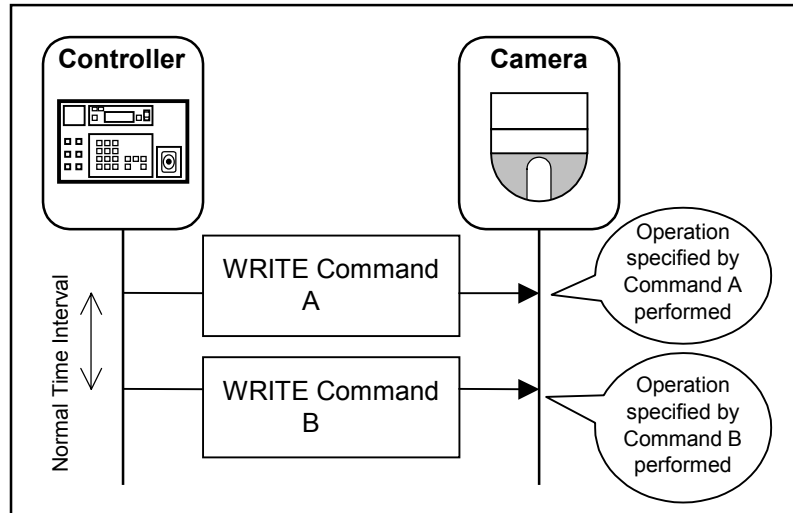 Controller
Camera
WRITE Command
A
Operation
specified by
Command A
performed
Normal Time Interval
WRITE Command
B
Operation
specified by
Command B
performed